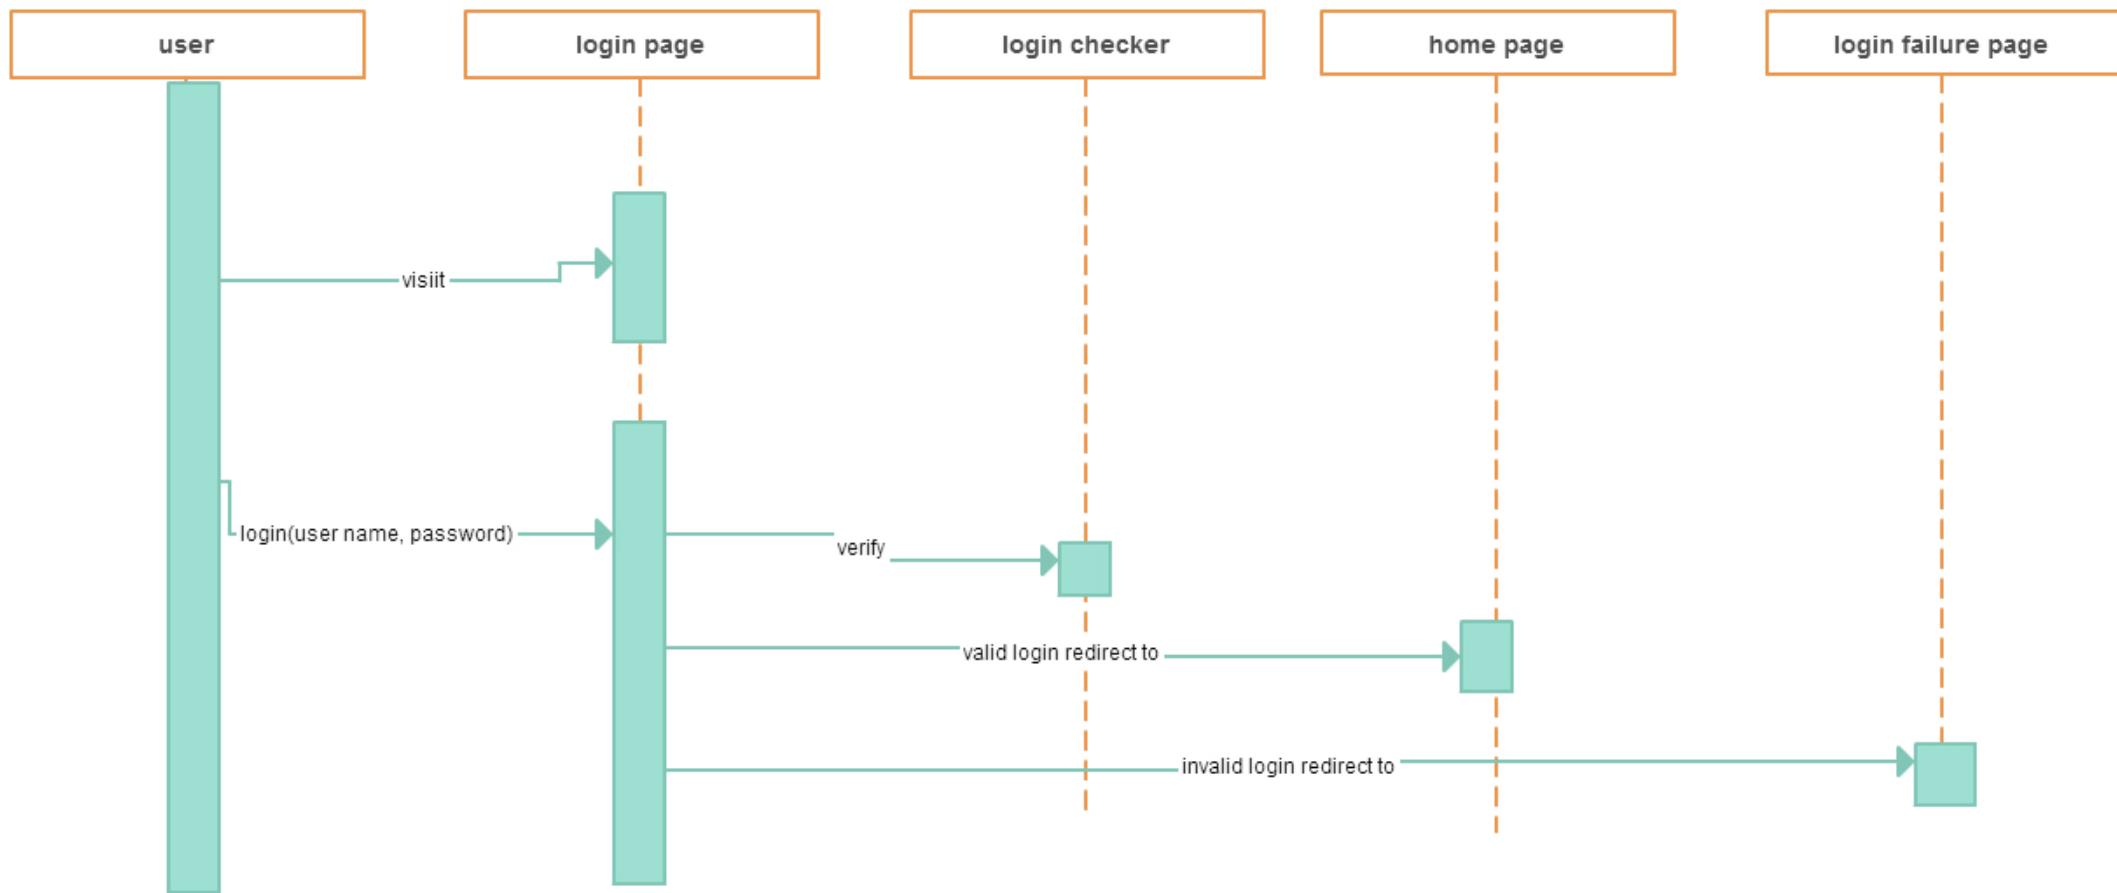 user
login page
login checker
home page
login failure page
visiit
login(user name, password)
verify
valid login redirect to
invalid login redirect to